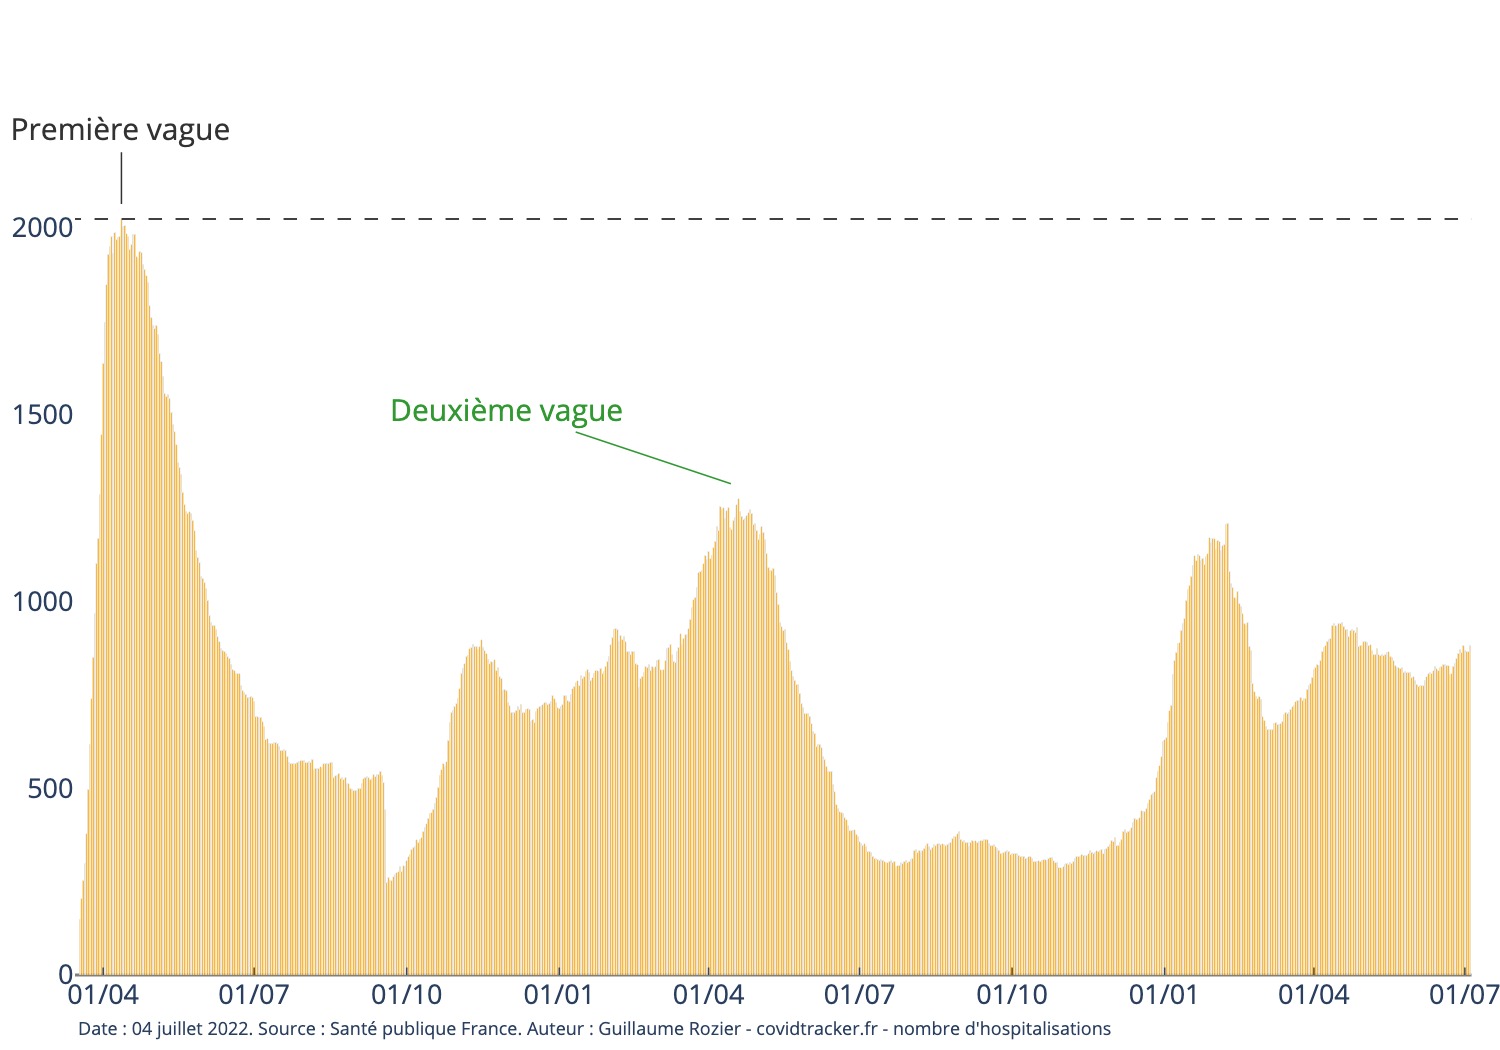 Première vague
2000
1500
Deuxième vague
1000
500
0
01/04 01/07 01/10 01/01 01/04 01/07 01/10 01/01 01/04 01/07
Date : 04 juillet 2022. Source : Santé publique France. Auteur : Guillaume Rozier - covidtracker.fr - nombre d'hospitalisations